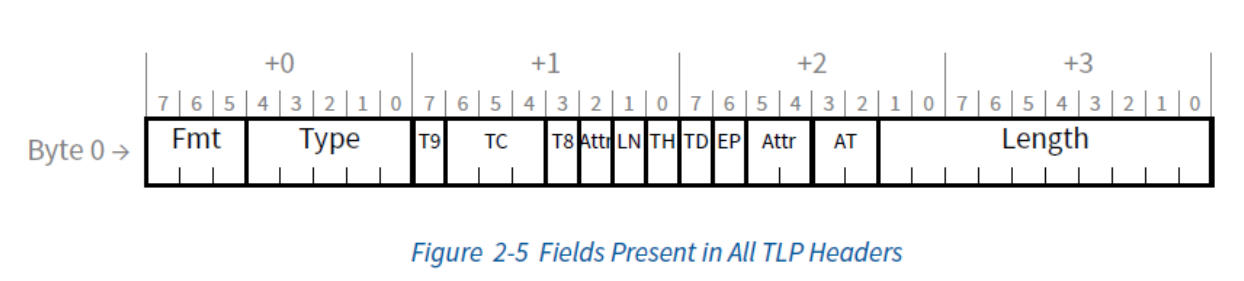 +0 +1 +2 +3
7 6 5 4 3 2 1 0 7 6 5 4 3 2 1 0 7 6 5 4 3 2 1 0 7 6 5 4 3 2 1 0
Byte 0 → Fmt Type T9 TC T8 Attr LN TH TD EP Attr AT Length
Figure 2-5 Fields Present in All TLP Headers